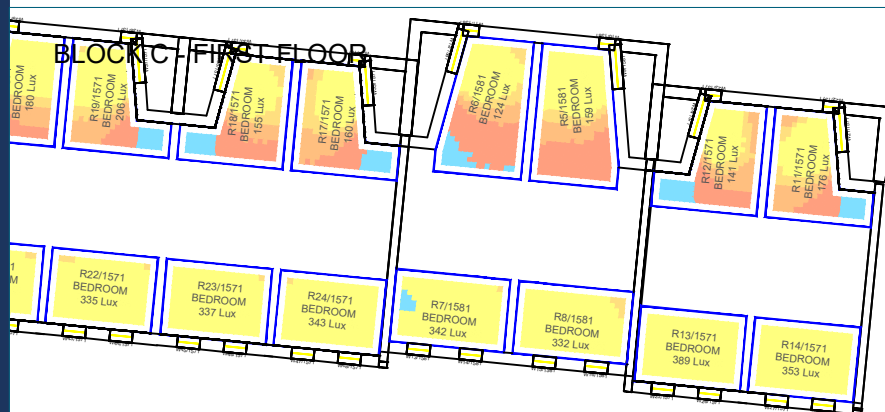 BLOCK C - FIRST FLOOR
BEDROOM
180 Lux
R19/1571
BEDROOM
206 Lux
R18/1571
BEDROOM
155 Lux
R17/1571
BEDROOM
160 Lux
R6/1581
BEDROOM
124 Lux
R5/1581
BEDROOM
159 Lux
R12/1571
BEDROOM
141 Lux
R11/1571
BEDROOM
176 Lux
1
M
R22/1571
BEDROOM
335 Lux
R23/1571
BEDROOM
337 Lux
R24/1571
BEDROOM
343 Lux
R7/1581
BEDROOM
342 Lux
R8/1581
BEDROOM
332 Lux
R13/1571
BEDROOM
389 Lux
R14/1571
BEDROOM
353 Lux